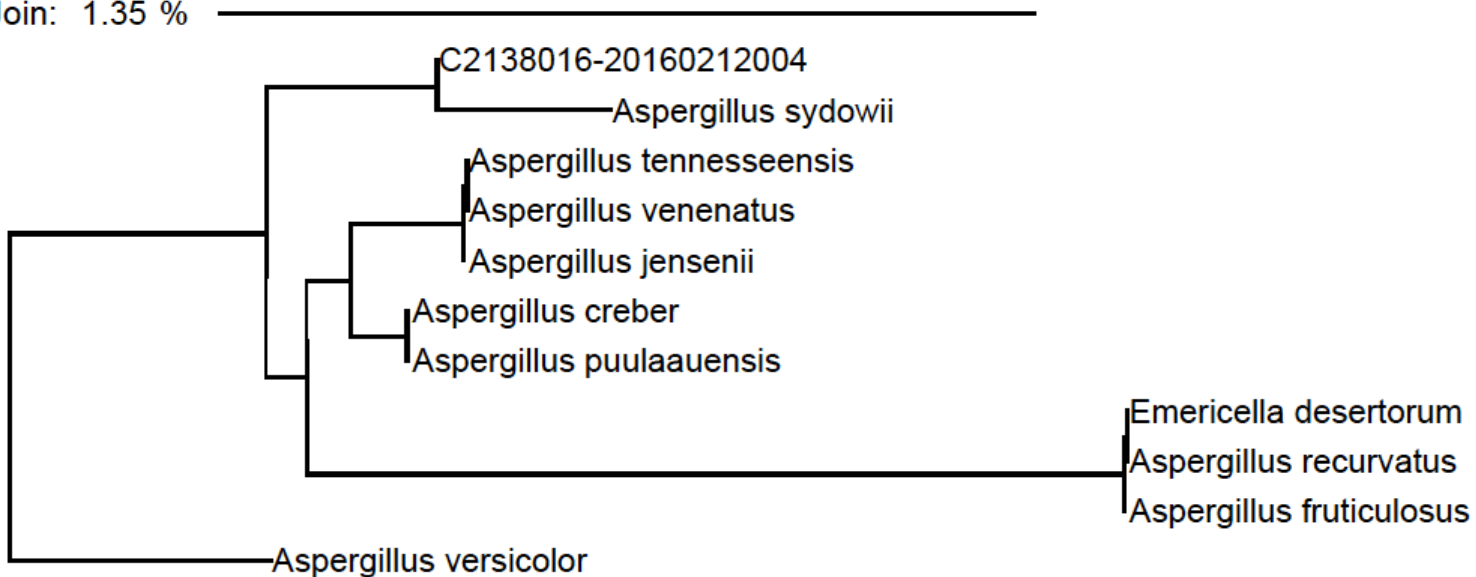 Join: 1.35 %
C2138016-20160212004
Aspergillus sydowii
Aspergillus tennesseensis
Aspergillus venenatus
Aspergillus jensenii
Aspergillus creber
Aspergillus puulaauensis
Emericella desertorum
Aspergillus recurvatus
Aspergillus fruticulosus
Aspergillus versicolor